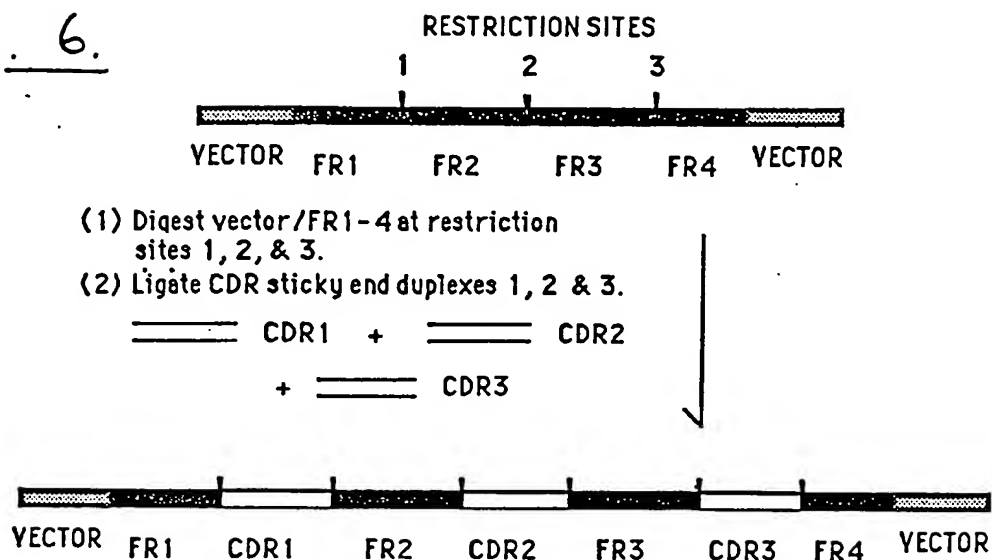 . 6.
RESTRICTION SITES
1 2 3
VECTOR FR1 FR2 FR3 FR4 VECTOR
(1) Digest vector/FR1-4 at restriction
sites 1, 2, & 3.
(2) Ligate CDR sticky end duplexes 1, 2 & 3.
CDR1 + CDR2
+ CDR3
VECTOR FR1 CDR1 FR2 CDR2 FR3 CDR3 FR4 VECTOR